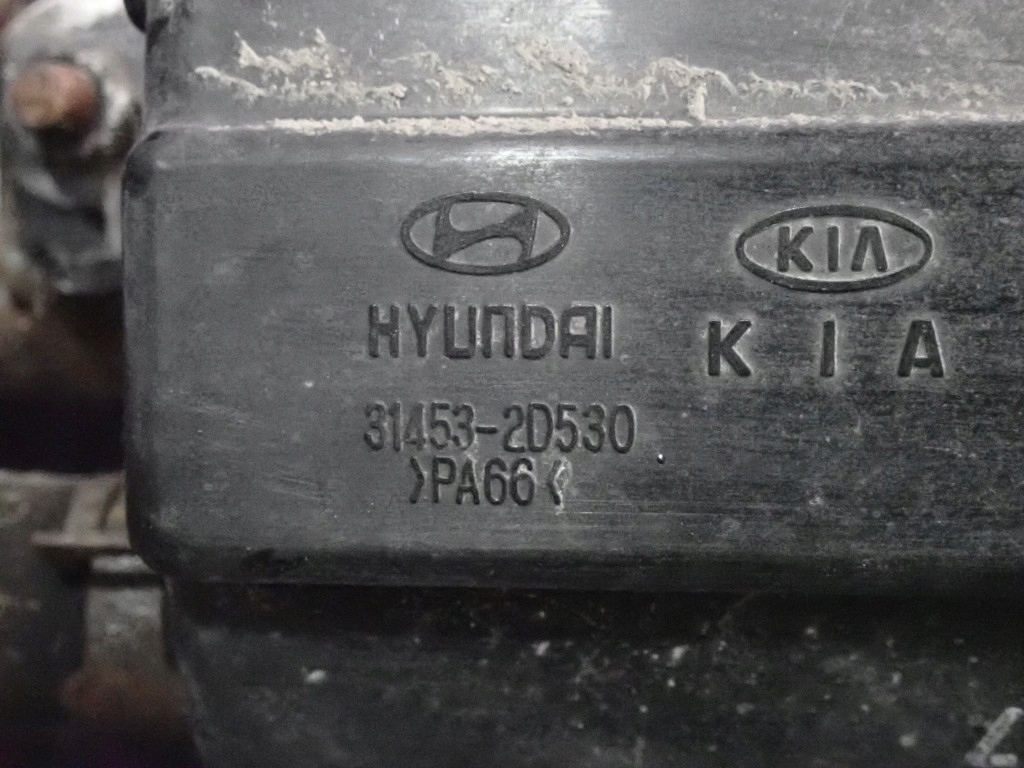 KIA
HYUNDAI
K I A
31453-2D530
>PA66<